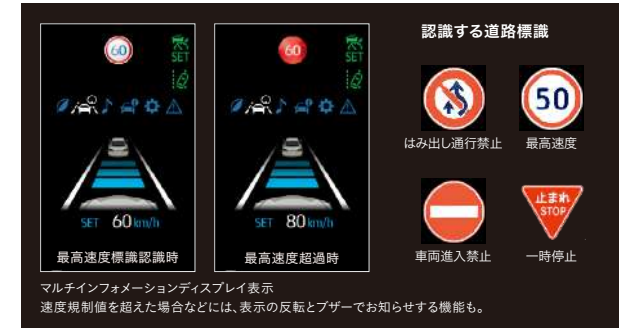 認識する道路標識
60
SET
SET 60 km/h
最高速度標識認識時
60
SET
SET 80 km/h
最高速度超過時
はみ出し通行禁止
50
最高速度
車両進入禁止
止まれ
STOP
一時停止
マルチインフォメーションディスプレイ表示
速度規制値を超えた場合などには、表示の反転とブザーでお知らせする機能も。